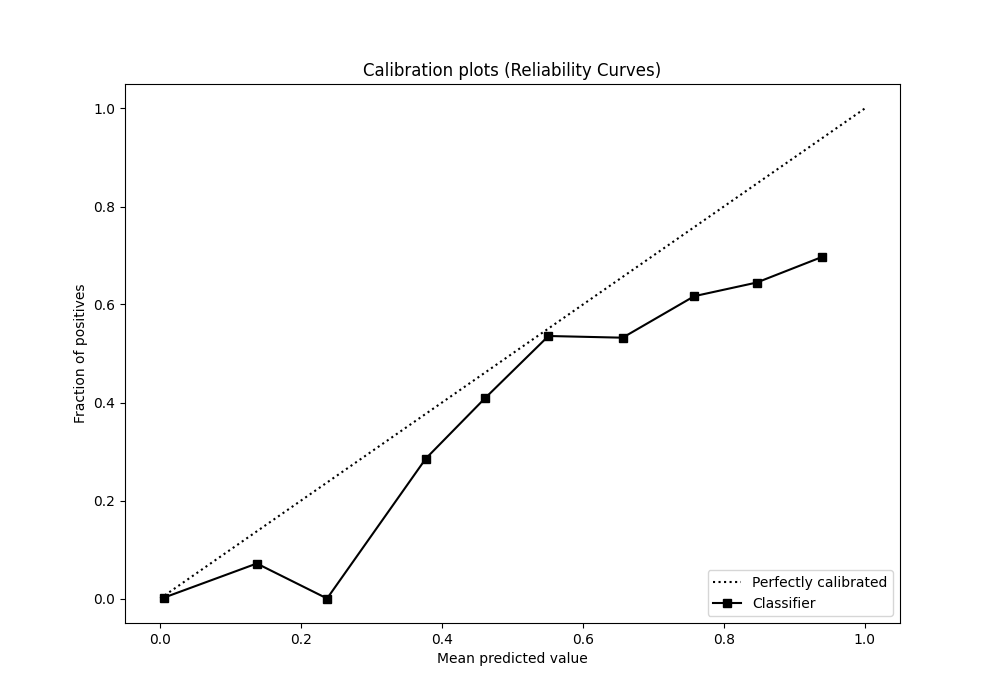 Calibration plots (Reliability Curves)
1.0
0.8
0.6
0.4
0.2
0.0
Fraction of positives
0.0 0.2 0.4 0.6 0.8 1.0
Mean predicted value
Perfectly calibrated
Classifier